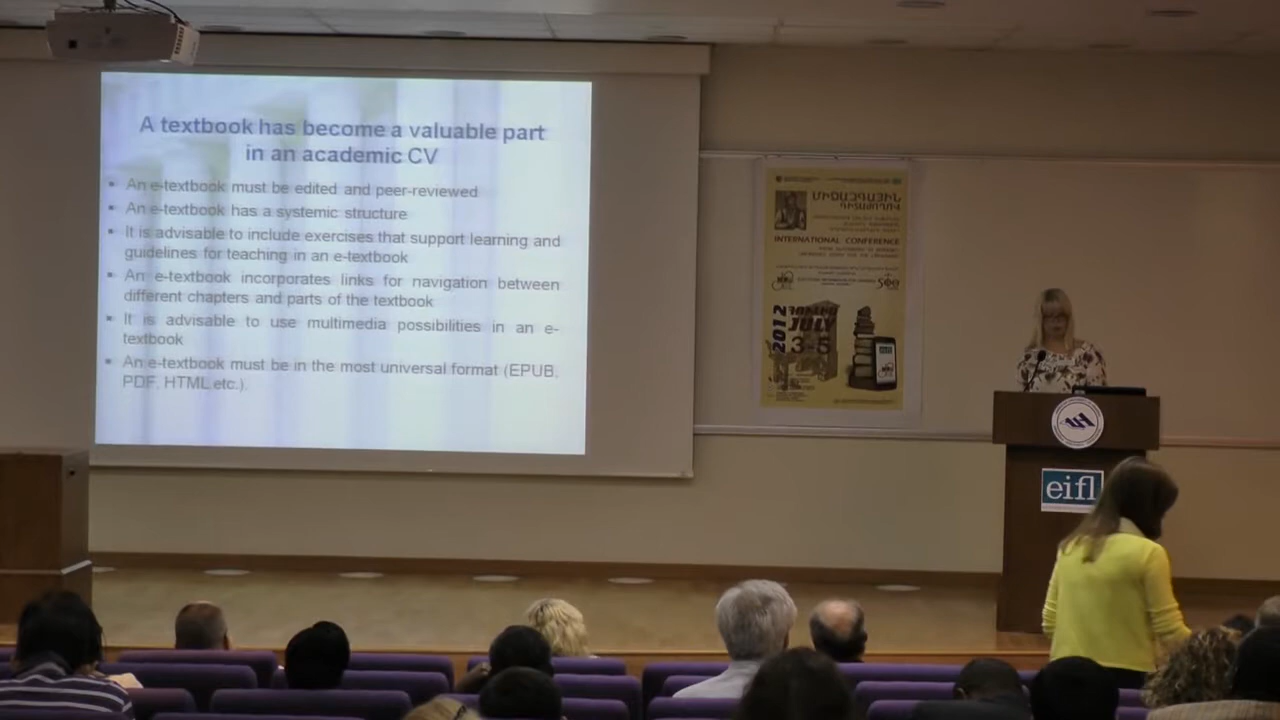 A textbook has become a valuable part
in an academic CV
An e-textbook must be edited and peer-reviewed.
An e-textbook has a systemic structure
It is advisable to include exercises that support learning and
guidelines for teaching in an e-textbook
An e-textbook incorporates links for navigation between
different chapters and parts of the textbook
It is advisable to use multimedia possibilities in an e-
textbook
An e-textbook must be in the most universal format (EPUB,
PDF, HTML etc.).
ՄԻՋԱԶԳԱՅԻՆ
ԳԻՏԱԺՈՂՈՎ
INTERNATIONAL CONFERENCE
500
2012
JULY
3-5
eifl
eifl